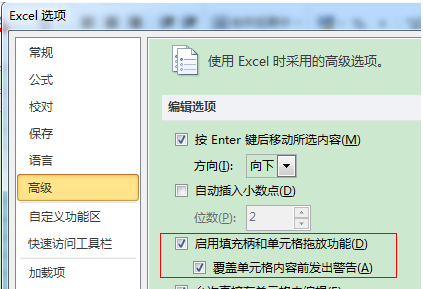 Excel 选项
常规
公式
校对
保存
语言
高级
自定义功能区
快速访问工具栏
加载项
使用 Excel 时采用的高级选项。
编辑选项
按 Enter 键后移动所选内容(M)
方向(I): 向下
自动插入小数点(D)
位数(P): 2
启用填充柄和单元格拖放功能(D)
覆盖单元格内容前发出警告(A)